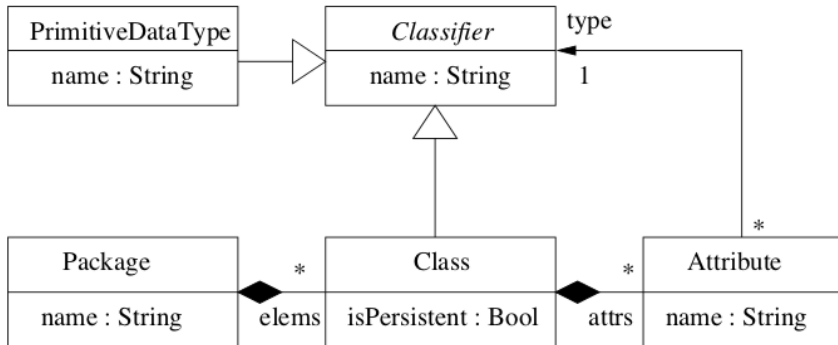 PrimitiveDataType
name : String
Classifier
name : String
type
1
Package
name : String
*
elems
Class
isPersistent : Bool
*
attrs
*
Attribute
name : String